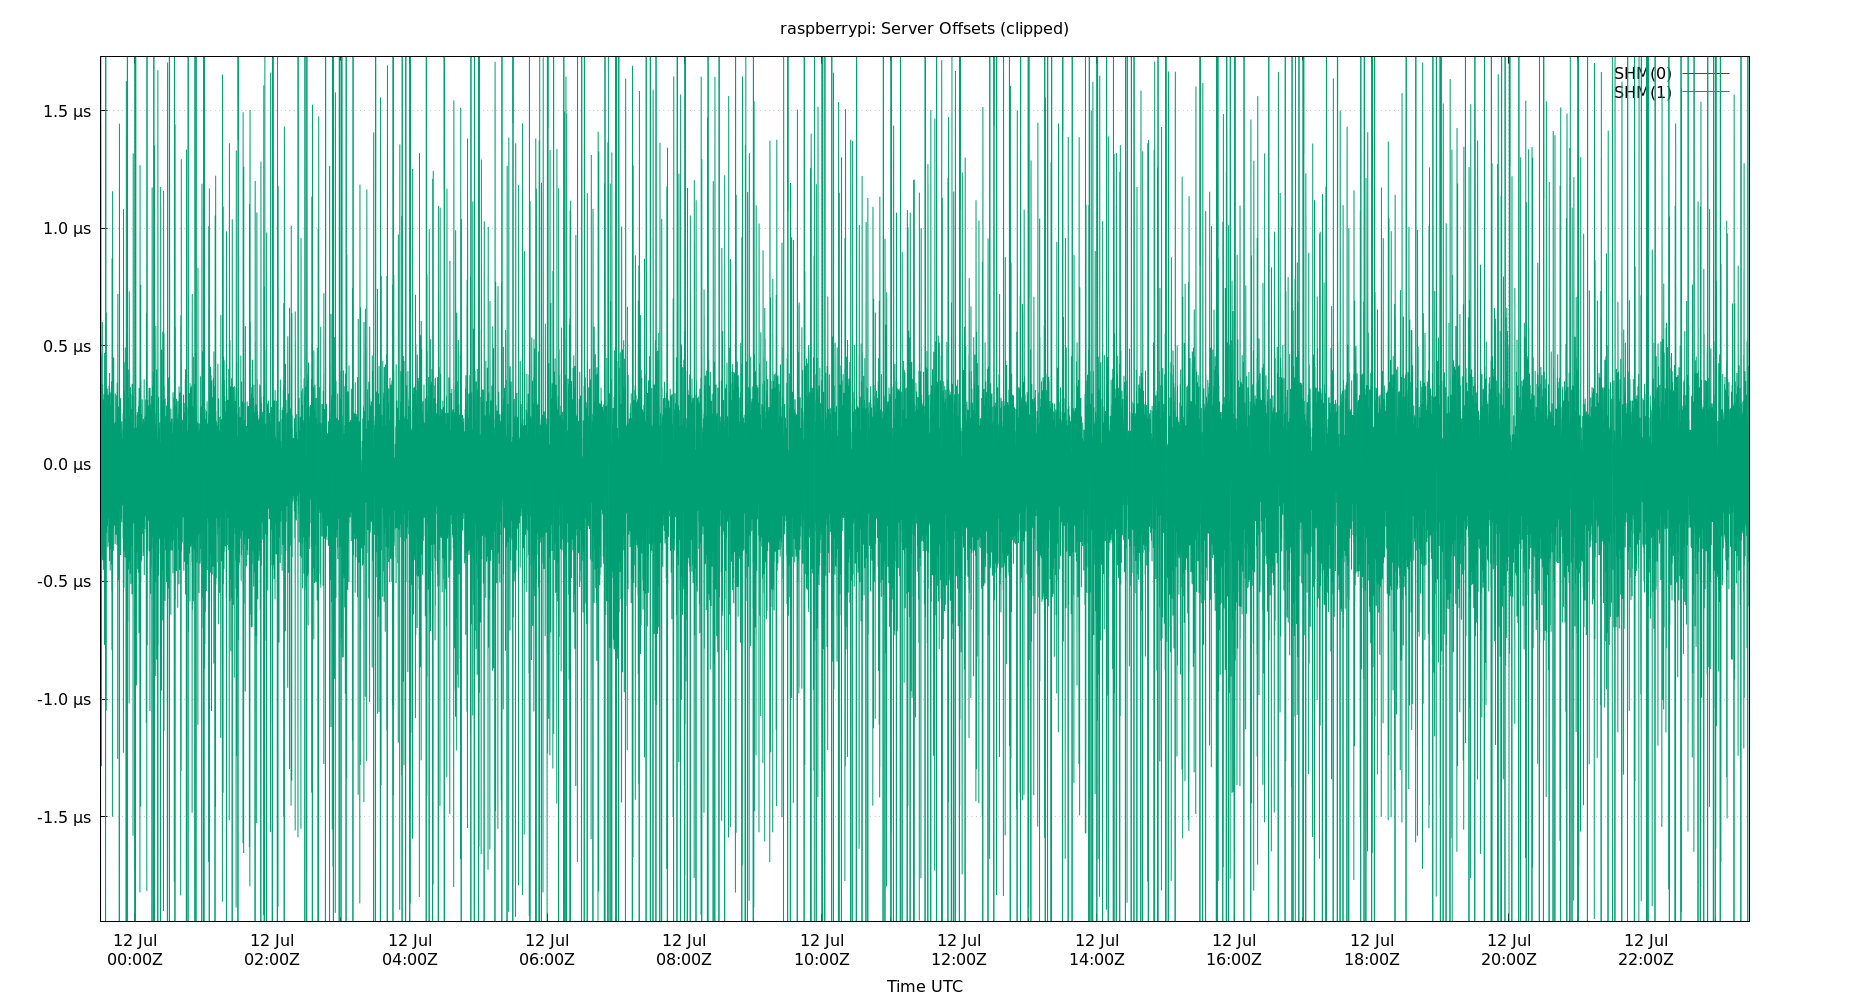 raspberrypi: Server Offsets (clipped)
SHM(0)
SHM(1)
1.5 µs
1.0 µs
0.5 µs
0.0 µs
-0.5 µs
-1.0 µs
-1.5 µs
12 Jul 12 Jul 12 Jul 12 Jul 12 Jul 12 Jul 12 Jul 12 Jul 12 Jul 12 Jul 12 Jul 12 Jul
00:00Z 02:00Z 04:00Z 06:00Z 08:00Z 10:00Z 12:00Z 14:00Z 16:00Z 18:00Z 20:00Z 22:00Z
Time UTC